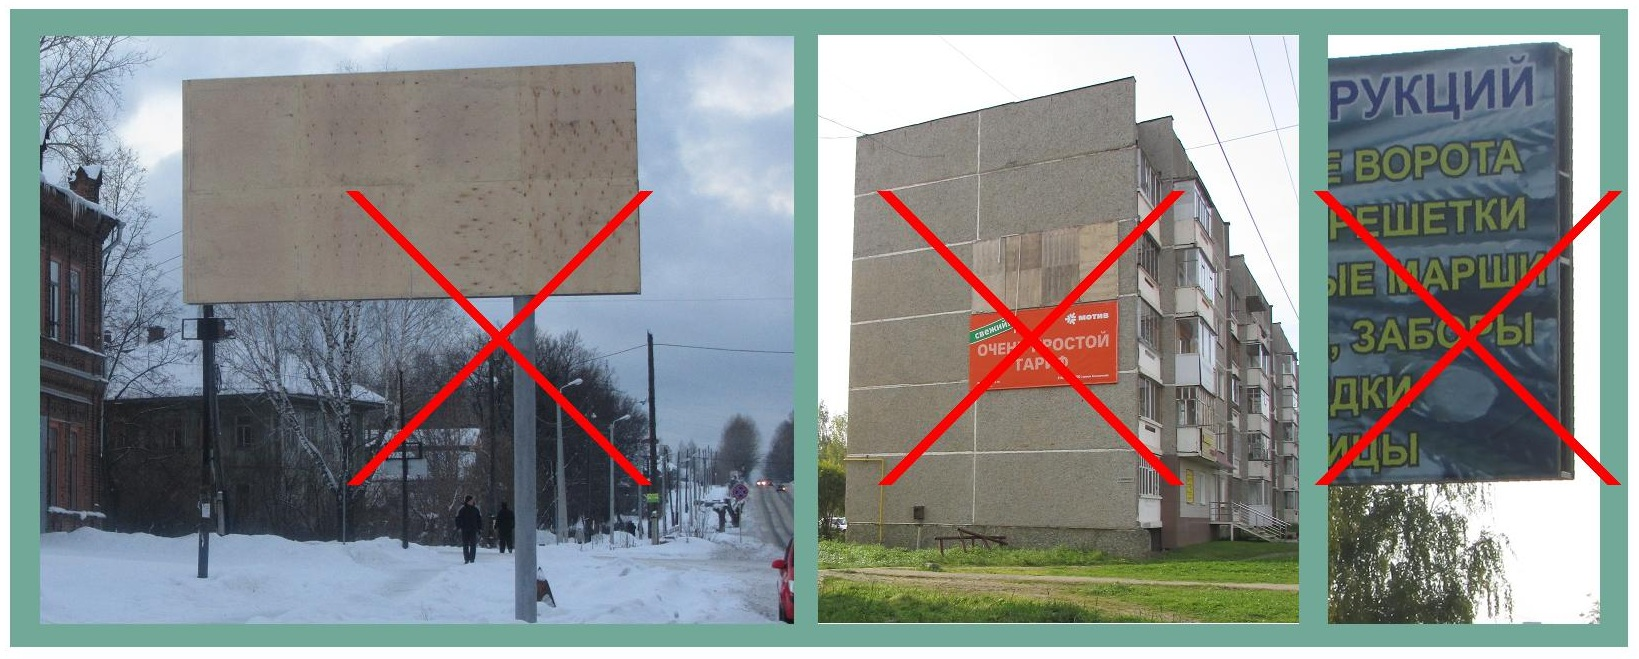 свежий
МОТИВ
ОЧЕНЬ ПРОСТОЙ
ТАРИФ
РУКЦИЙ
Е ВОРОТА
РЕШЕТКИ
ЫЕ МАРШИ
, ЗАБОРЫ
ДКИ
ИЦЫ